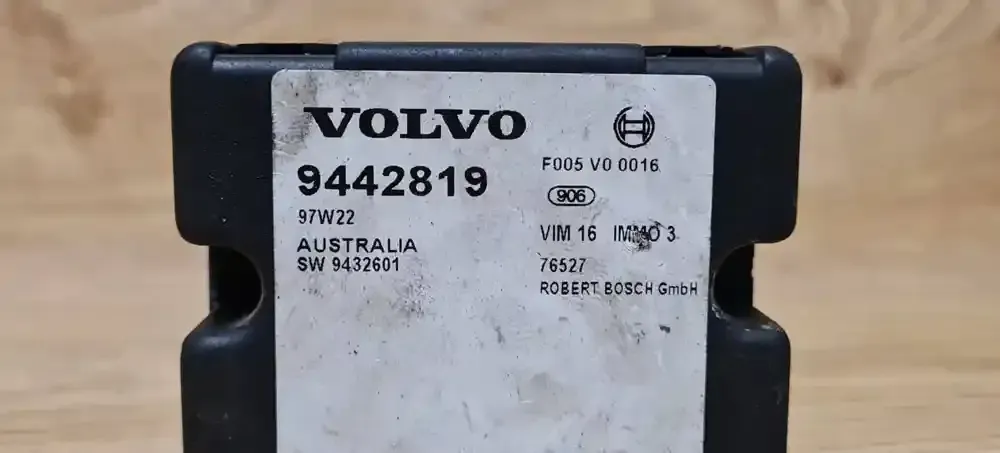 VOLVO
9442819
97W22
AUSTRALIA
SW 9432601
F005 V0 0016
906
VIM 16 IMMO 3
76527
ROBERT BOSCH GmbH